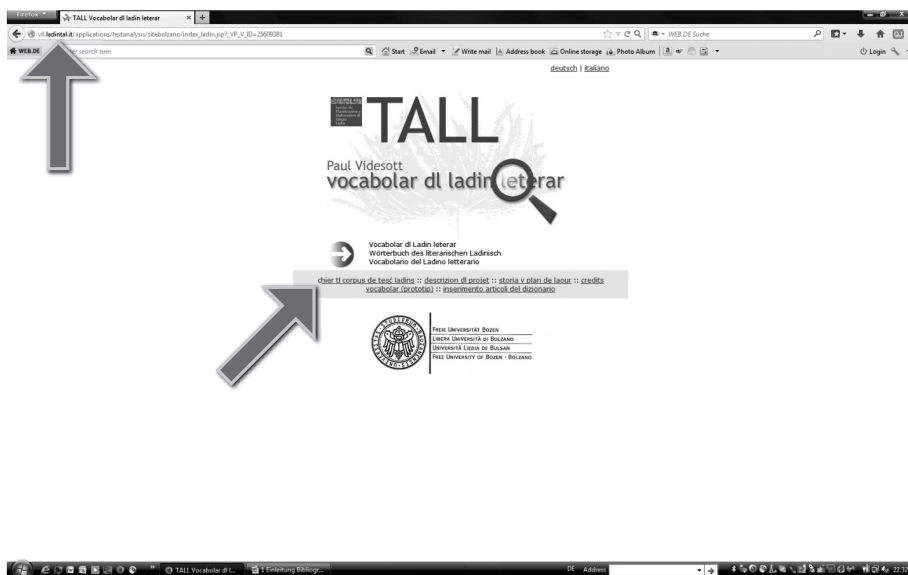 Firefox
TALL Vocabolar dl ladin leterar
vll.ladintal.it/applications/textanalysis/sitebolzano/index_ladin.jsp?_VP_V_ID=25609381
WEB.DE Suche
WEB.DE search term Start Email Write mail Address book Online storage Photo Album Login
deutsch | italiano
TALL
Paul Videsott
vocabolar dl ladin leterar
Vocabolar dl Ladin leterar
Wörterbuch des literarischen Ladinisch
Vocabolario del Ladino letterario
chier tl corpus de tesć ladins :: descrizion dl projet :: storia y plan de laour :: credits
vocabolar (prototip) :: inserimento articoli del dizionario
FREIE UNIVERSITÄT BOZEN
LIBERA UNIVERSITÀ DI BOLZANO
UNIVERSITÀ LIEDIA DE BULSAN
FREE UNIVERSITY OF BOZEN · BOLZANO
TALL Vocabolar dl l... 1 Einleitung Bibliogr... DE Address 22.32